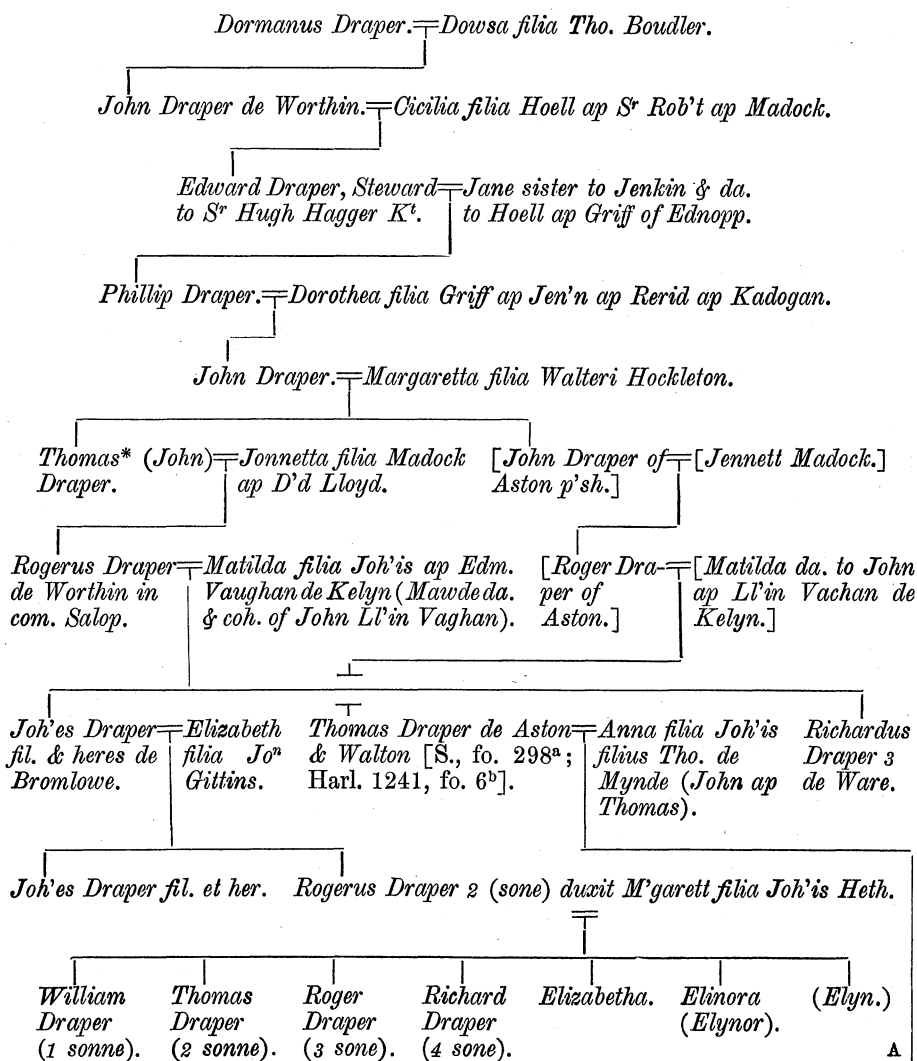 Dormanus Draper.=Dowsa filia Tho. Boudler.
John Draper de Worthin.=Cicilia filia Hoell ap Sʳ Rob't ap Madock.
Edward Draper, Steward=Jane sister to Jenkin & da.
to Sʳ Hugh Hagger Kᵗ. to Hoell ap Griff of Ednopp.
Phillip Draper.=Dorothea filia Griff ap Jen'n ap Rerid ap Kadogan.
John Draper.=Margaretta filia Walteri Hockleton.
Thomas* (John)=Jonnetta filia Madock [John Draper of=[Jennett Madock.]
Draper. ap D'd Lloyd. Aston p'sh.]
Rogerus Draper=Matilda filia Joh'is ap Edm. [Roger Dra-=[Matilda da. to John
de Worthin in Vaughan de Kelyn (Mawde da. per of ap Ll'in Vachan de
com. Salop. & coh. of John Ll'in Vaghan). Aston.] Kelyn.]
Joh'es Draper=Elizabeth Thomas Draper de Aston=Anna filia Joh'is Richardus
fil. & heres de filia Joⁿ & Walton [S., fo. 298ᵃ; filius Tho. de Draper 3
Bromlowe. Gittins. Harl. 1241, fo. 6ᵇ]. Mynde (John ap de Ware.
Thomas).
Joh'es Draper fil. et her. Rogerus Draper 2 (sone) duxit M'garett filia Joh'is Heth.
William Thomas Roger Richard Elizabetha. Elinora (Elyn.)
Draper Draper Draper Draper (Elynor).
(1 sonne). (2 sonne). (3 sone). (4 sone). A